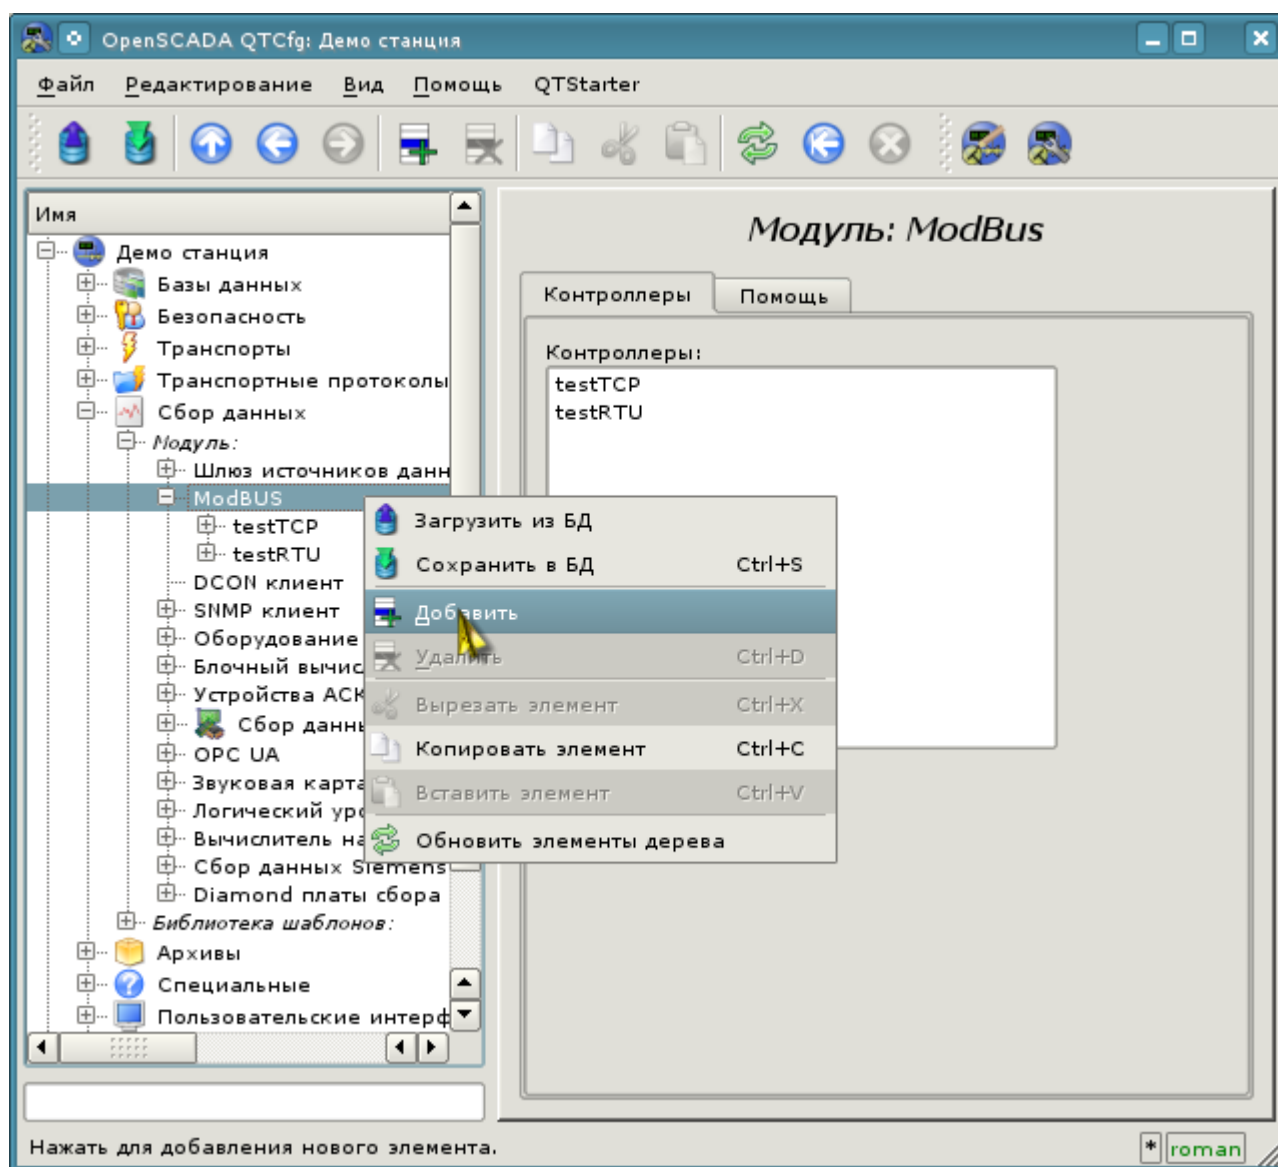 OpenSCADA QTCfg: Демо станция
Файл Редактирование Вид Помощь QTStarter
Имя
Демо станция
Базы данных
Безопасность
Транспорты
Транспортные протоколы
Сбор данных
Модуль:
Шлюз источников данн
ModBUS
testTCP
testRTU
DCON клиент
SNMP клиент
Оборудование
Блочный вычис
Устройства АСК
Сбор данн
OPC UA
Звуковая карта
Логический уро
Вычислитель на
Сбор данных Siemens
Diamond платы сбора
Библиотека шаблонов:
Архивы
Специальные
Пользовательские интерф
Модуль: ModBus
Контроллеры Помощь
Контроллеры:
testTCP
testRTU
Загрузить из БД
Сохранить в БД Ctrl+S
Добавить
Удалить Ctrl+D
Вырезать элемент Ctrl+X
Копировать элемент Ctrl+C
Вставить элемент Ctrl+V
Обновить элементы дерева
Нажать для добавления нового элемента.
* roman